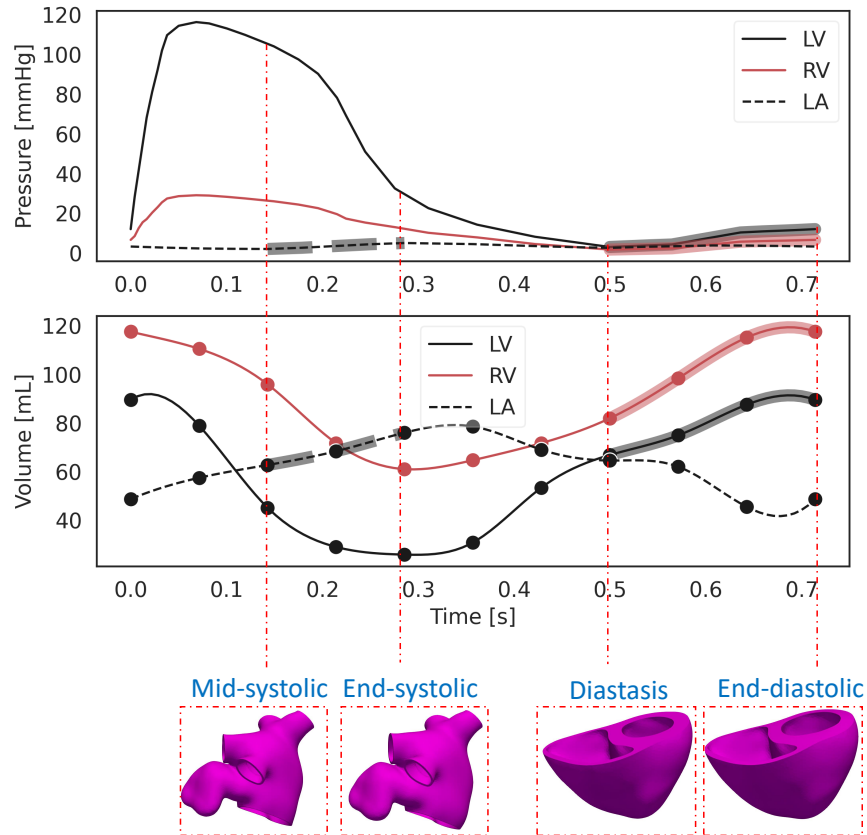 120
100
80
60
40
20
0
Pressure [mmHg]
LV
RV
LA
0.0 0.1 0.2 0.3 0.4 0.5 0.6 0.7
120
100
80
60
40
Volume [mL]
LV
RV
LA
0.0 0.1 0.2 0.3 0.4 0.5 0.6 0.7
Time [s]
Mid-systolic End-systolic Diastasis End-diastolic